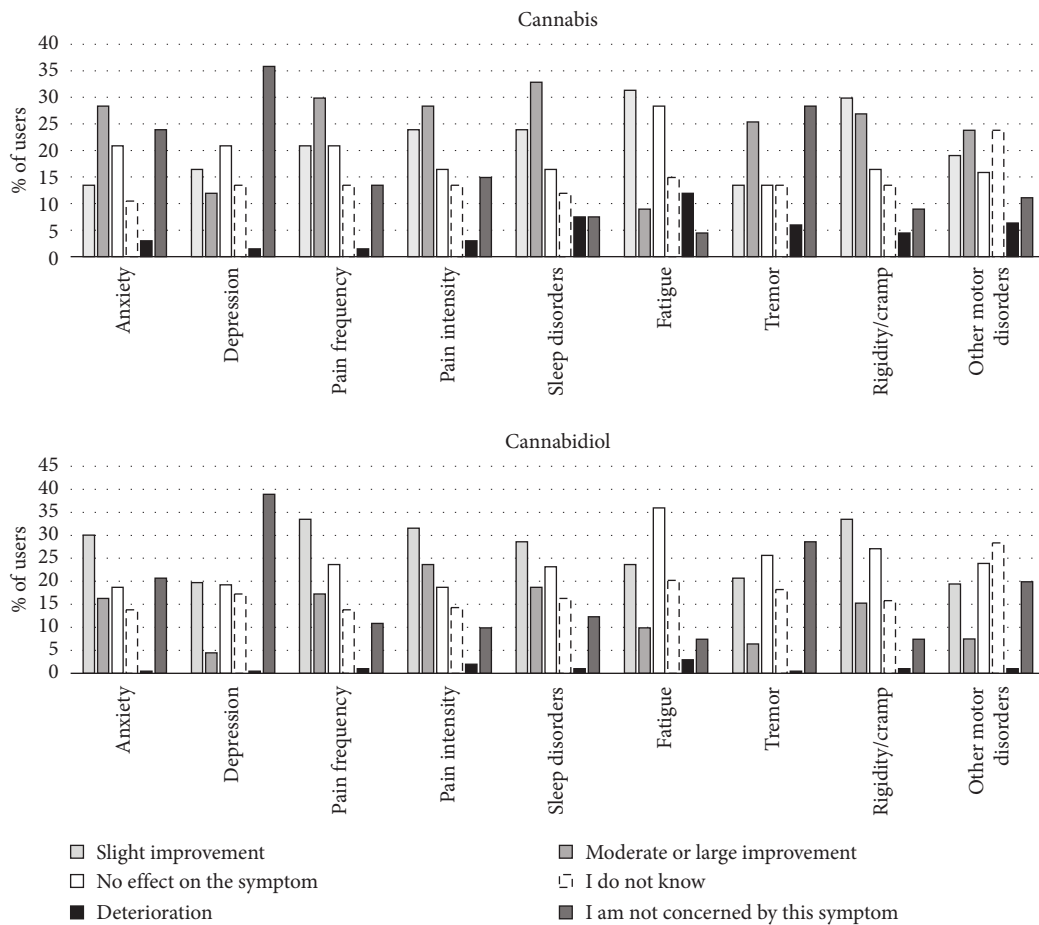 Cannabis
40
35
30
25
20
15
10
5
0
% of users
Anxiety
Depression
Pain frequency
Pain intensity
Sleep disorders
Fatigue
Tremor
Rigidity/cramp
Other motor
disorders
Cannabidiol
45
40
35
30
25
20
15
10
5
0
% of users
Anxiety
Depression
Pain frequency
Pain intensity
Sleep disorders
Fatigue
Tremor
Rigidity/cramp
Other motor
disorders
Slight improvement
No effect on the symptom
Deterioration
Moderate or large improvement
I do not know
I am not concerned by this symptom